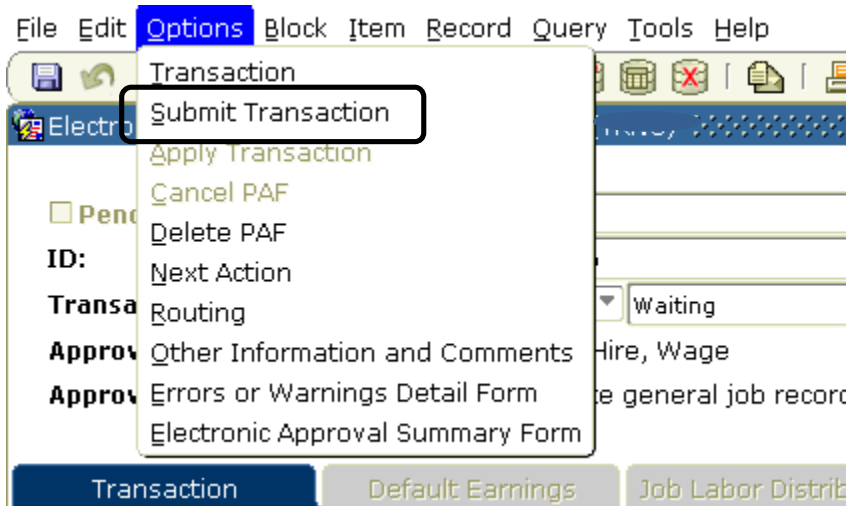 File Edit Options Block Item Record Query Tools Help
Transaction
Submit Transaction
Electro
Apply Transaction
Cancel PAF
Pend
Delete PAF
ID:
Next Action
Transa
Routing
Waiting
Approv
Other Information and Comments
Hire, Wage
Approv
Errors or Warnings Detail Form
general job record
Electronic Approval Summary Form
Transaction Default Earnings Job Labor Distrib